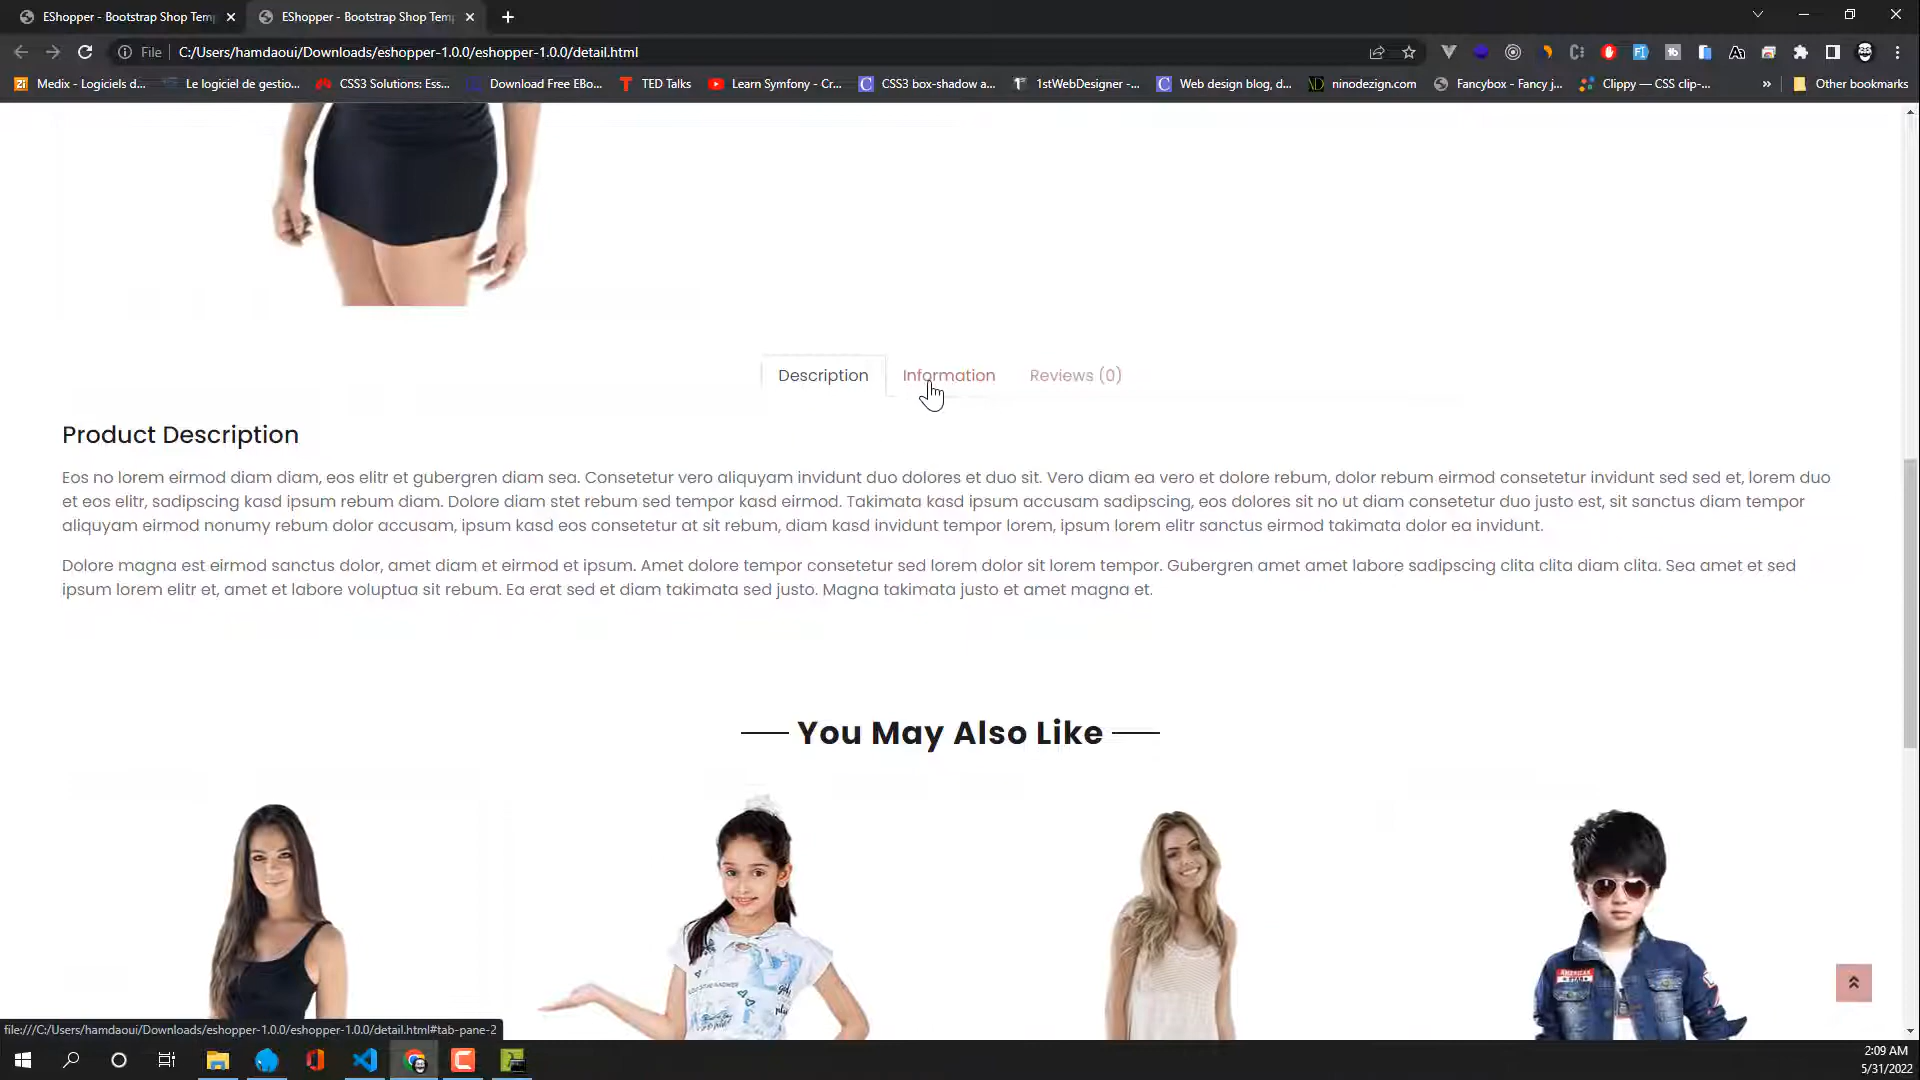 EShopper - Bootstrap Shop Tem
EShopper - Bootstrap Shop Tem
File
C:/Users/hamdaoui/Downloads/eshopper-1.0.0/eshopper-1.0.0/detail.html
Medix - Logiciels d...
Le logiciel de gestio...
CSS3 Solutions: Ess...
Download Free EBo...
TED Talks
Learn Symfony - Cr...
CSS3 box-shadow a...
1stWebDesigner -...
Web design blog, d...
ninodezign.com
Fancybox - Fancy j...
Clippy — CSS clip-...
»
Other bookmarks
Description
Information
Reviews (0)
Product Description
Eos no lorem eirmod diam diam, eos elitr et gubergren diam sea. Consetetur vero aliquyam invidunt duo dolores et duo sit. Vero diam ea vero et dolore rebum, dolor rebum eirmod consetetur invidunt sed sed et, lorem duo
et eos elitr, sadipscing kasd ipsum rebum diam. Dolore diam stet rebum sed tempor kasd eirmod. Takimata kasd ipsum accusam sadipscing, eos dolores sit no ut diam consetetur duo justo est, sit sanctus diam tempor
aliquyam eirmod nonumy rebum dolor accusam, ipsum kasd eos consetetur at sit rebum, diam kasd invidunt tempor lorem, ipsum lorem elitr sanctus eirmod takimata dolor ea invidunt.
Dolore magna est eirmod sanctus dolor, amet diam et eirmod et ipsum. Amet dolore tempor consetetur sed lorem dolor sit lorem tempor. Gubergren amet amet labore sadipscing clita clita diam clita. Sea amet et sed
ipsum lorem elitr et, amet et labore voluptua sit rebum. Ea erat sed et diam takimata sed justo. Magna takimata justo et amet magna et.
You May Also Like
AMERICAN
file:///C:/Users/hamdaoui/Downloads/eshopper-1.0.0/eshopper-1.0.0/detail.html#tab-pane-2
2:09 AM
5/31/2022